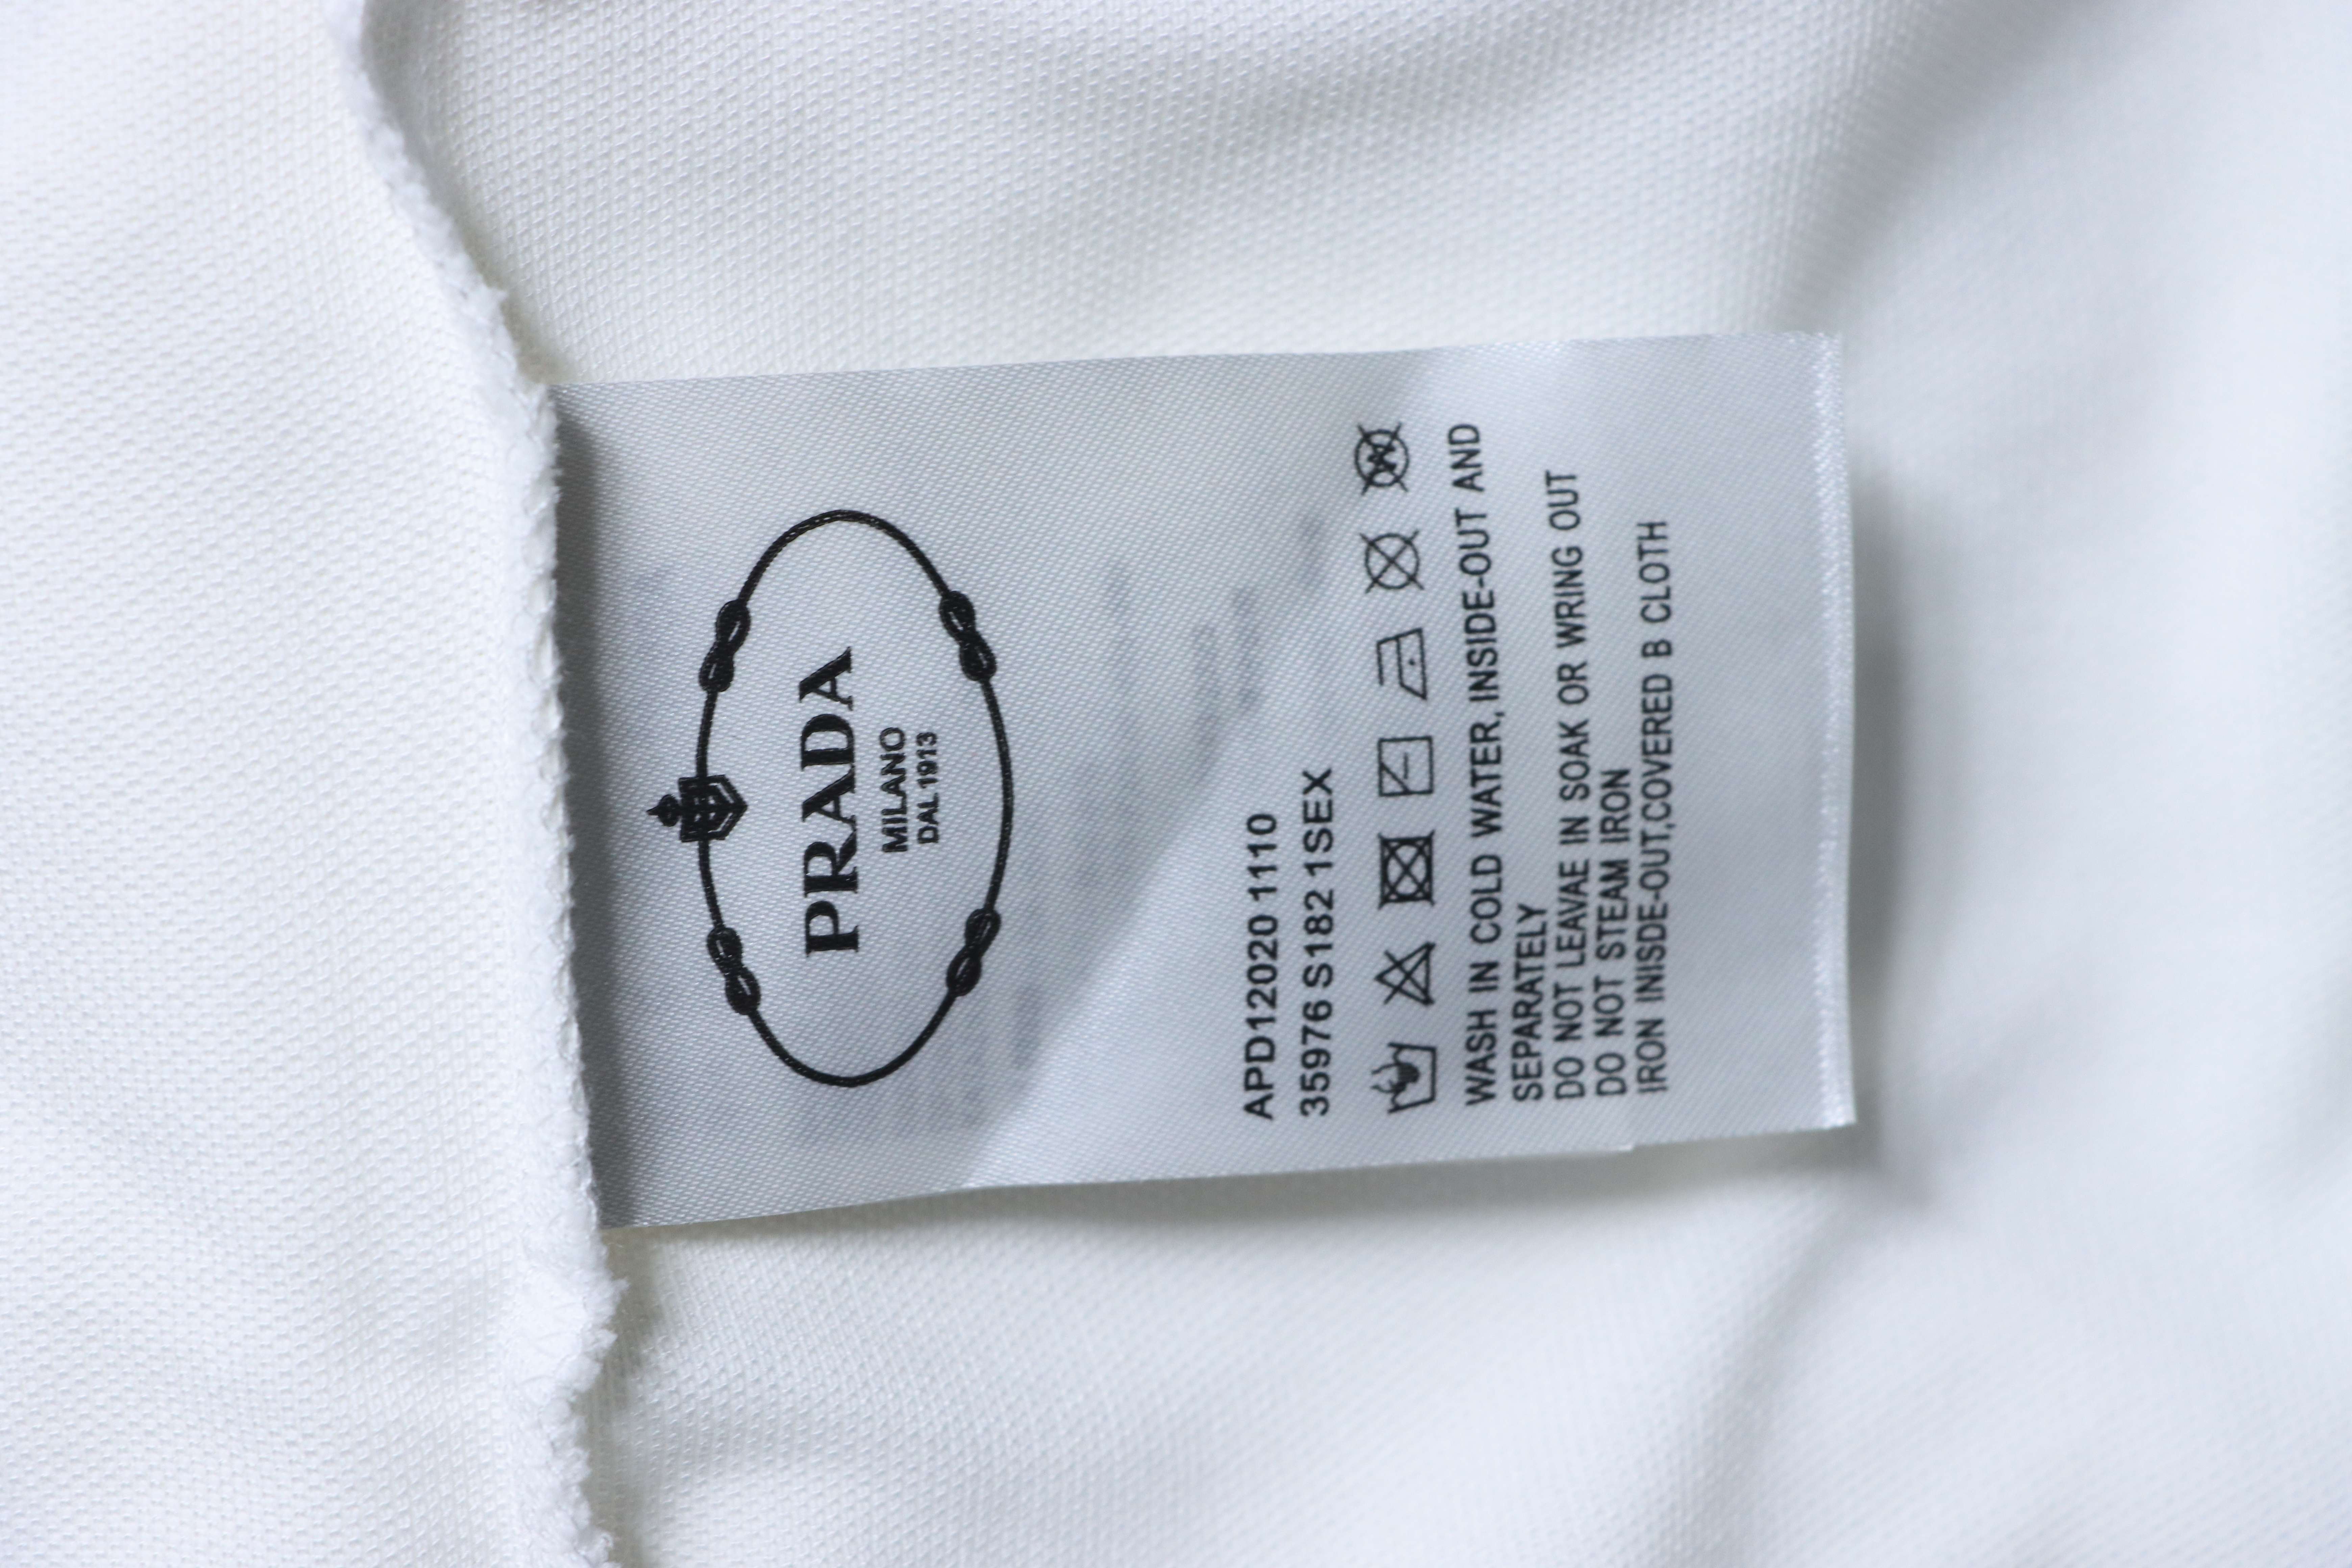 PRADA
MILANO
DAL 1913
APD12020 1110
35976 S182 1SEX
WASH IN COLD WATER, INSIDE-OUT AND
SEPARATELY
DO NOT LEAVAE IN SOAK OR WRING OUT
DO NOT STEAM IRON
IRON INISDE-OUT,COVERED B CLOTH